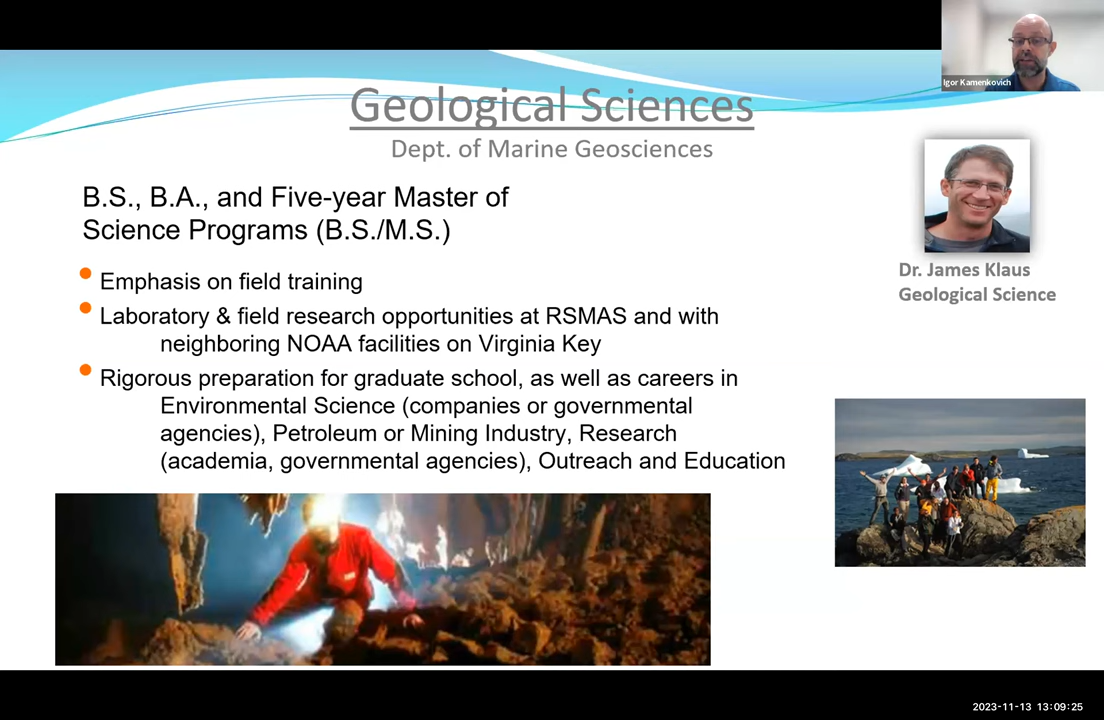 Igor Kamenkovich
Geological Sciences
Dept. of Marine Geosciences
B.S., B.A., and Five-year Master of
Science Programs (B.S./M.S.)
Emphasis on field training
Laboratory & field research opportunities at RSMAS and with
neighboring NOAA facilities on Virginia Key
Rigorous preparation for graduate school, as well as careers in
Environmental Science (companies or governmental
agencies), Petroleum or Mining Industry, Research
(academia, governmental agencies), Outreach and Education
Dr. James Klaus
Geological Science
2023-11-13 13:09:25